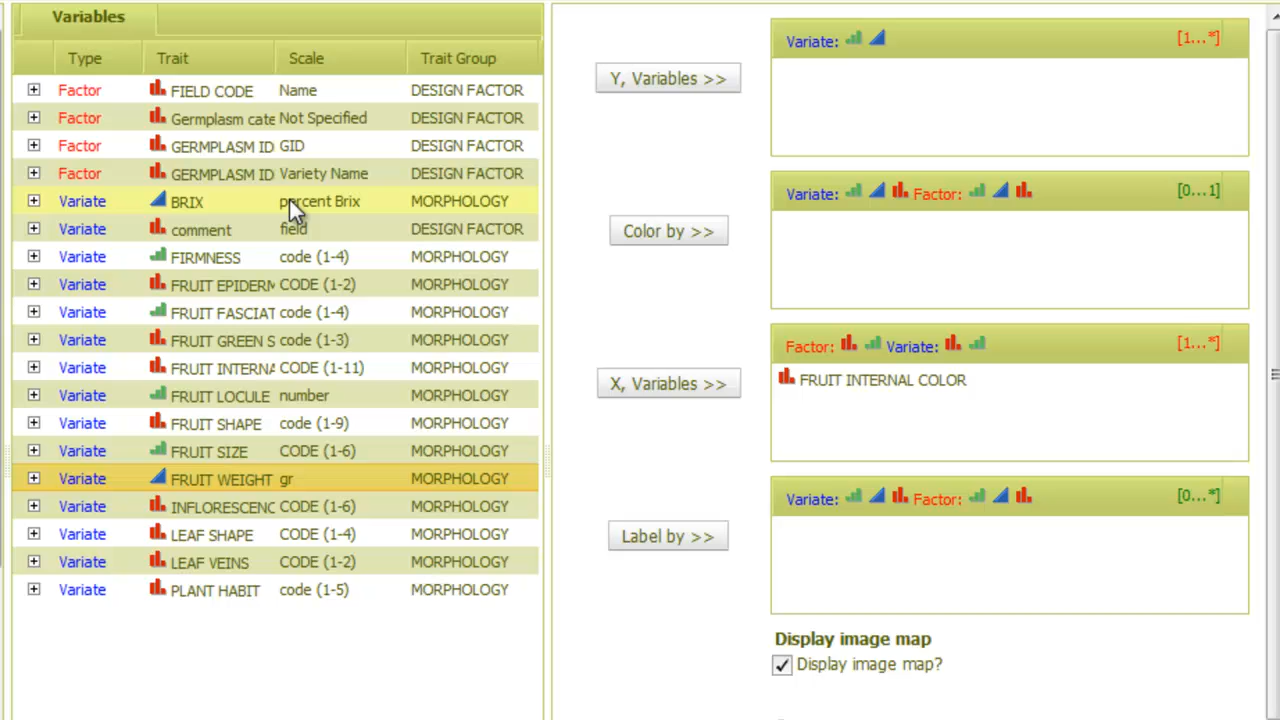 Variables
Type Trait Scale Trait Group
Factor FIELD CODE Name DESIGN FACTOR
Factor Germplasm cate Not Specified DESIGN FACTOR
Factor GERMPLASM ID GID DESIGN FACTOR
Factor GERMPLASM ID Variety Name DESIGN FACTOR
Variate BRIX percent Brix MORPHOLOGY
Variate comment field DESIGN FACTOR
Variate FIRMNESS code (1-4) MORPHOLOGY
Variate FRUIT EPIDERM CODE (1-2) MORPHOLOGY
Variate FRUIT FASCIAT code (1-4) MORPHOLOGY
Variate FRUIT GREEN S code (1-3) MORPHOLOGY
Variate FRUIT INTERNA CODE (1-11) MORPHOLOGY
Variate FRUIT LOCULE number MORPHOLOGY
Variate FRUIT SHAPE code (1-9) MORPHOLOGY
Variate FRUIT SIZE CODE (1-6) MORPHOLOGY
Variate FRUIT WEIGHT gr MORPHOLOGY
Variate INFLORESCENC CODE (1-6) MORPHOLOGY
Variate LEAF SHAPE CODE (1-4) MORPHOLOGY
Variate LEAF VEINS CODE (1-2) MORPHOLOGY
Variate PLANT HABIT code (1-5) MORPHOLOGY
Y, Variables >>
Variate: [1...*]
Color by >>
Variate: Factor: [0...1]
X, Variables >>
Factor: Variate: [1...*]
FRUIT INTERNAL COLOR
Label by >>
Variate: Factor: [0...*]
Display image map
Display image map?